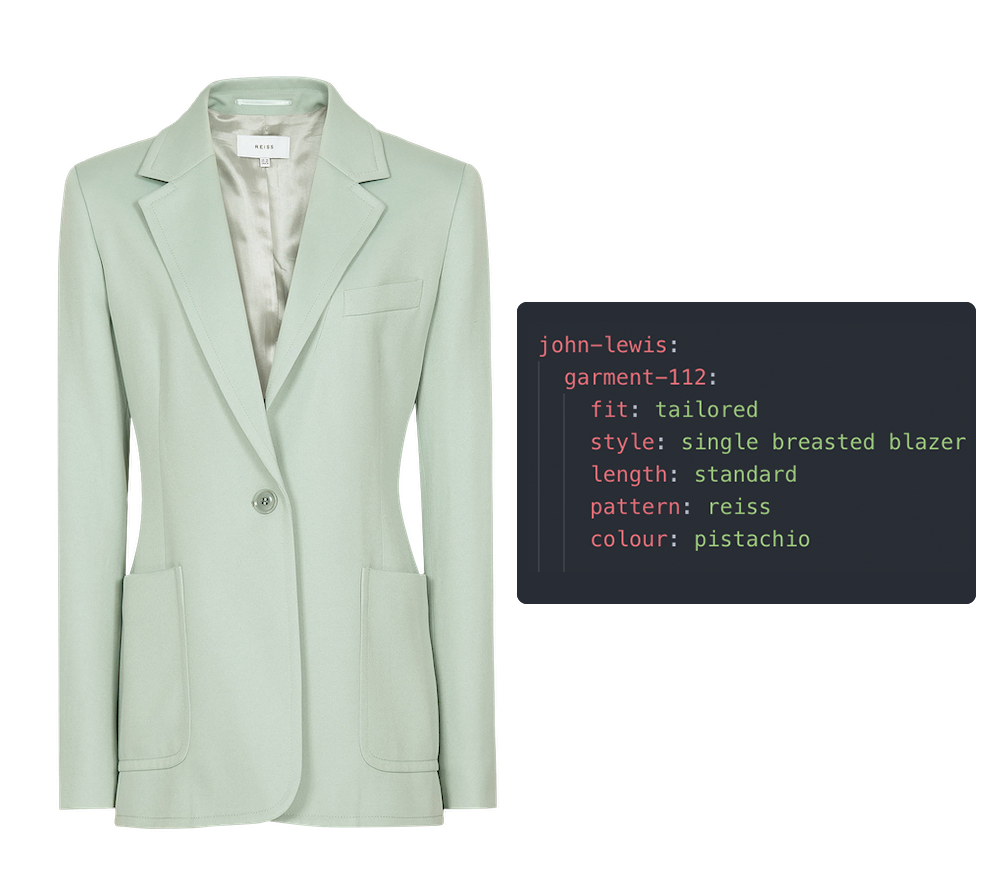 REISS
john-lewis:
garment-112:
fit: tailored
style: single breasted blazer
length: standard
pattern: reiss
colour: pistachio